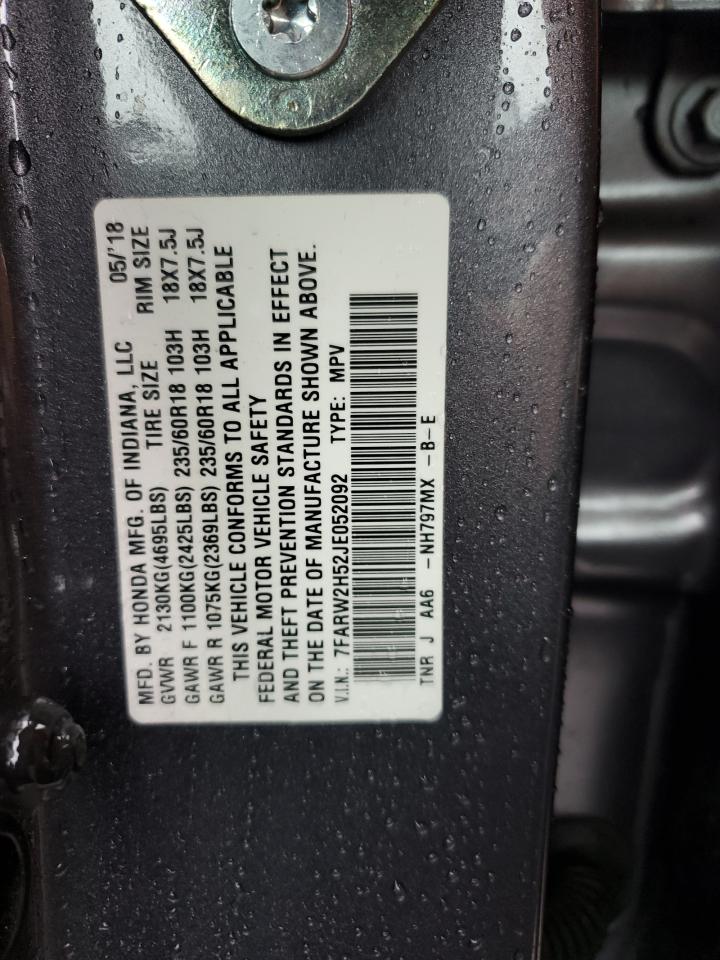 MFD. BY HONDA MFG. OF INDIANA, LLC 05/'18
GVWR 2130KG(4695LBS) TIRE SIZE RIM SIZE
GAWR F 1100KG(2425LBS) 235/60R18 103H 18X7.5J
GAWR R 1075KG(2369LBS) 235/60R18 103H 18X7.5J
THIS VEHICLE CONFORMS TO ALL APPLICABLE
FEDERAL MOTOR VEHICLE SAFETY
AND THEFT PREVENTION STANDARDS IN EFFECT
ON THE DATE OF MANUFACTURE SHOWN ABOVE.
V.I.N.: 7FARW2H52JE052092 TYPE: MPV
TNR J AA6 -NH797MX -B-E